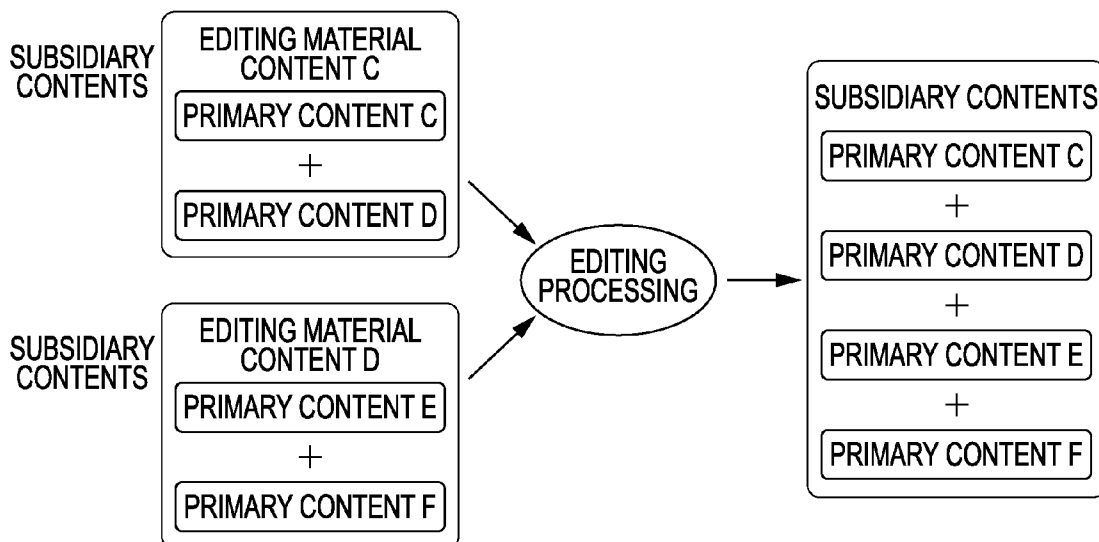 SUBSIDIARY
CONTENTS
EDITING MATERIAL
CONTENT C
PRIMARY CONTENT C
+
PRIMARY CONTENT D
SUBSIDIARY
CONTENTS
EDITING MATERIAL
CONTENT D
PRIMARY CONTENT E
+
PRIMARY CONTENT F
EDITING
PROCESSING
SUBSIDIARY CONTENTS
PRIMARY CONTENT C
+
PRIMARY CONTENT D
+
PRIMARY CONTENT E
+
PRIMARY CONTENT F